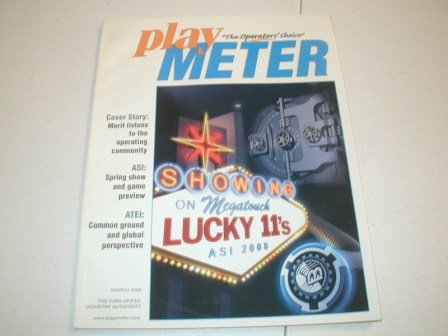 play
"The Operators' Choice"
METER
Cover Story:
Merit listens
to the
operating
community
ASI:
Spring show
and game
preview
ATEI:
Common ground
and global
perspective
SHOWING
ON Megatouch
LUCKY 11's
ASI 2008
MARCH 2008
THE COIN-OP/FEC
INDUSTRY AUTHORITY
www.playmeter.com